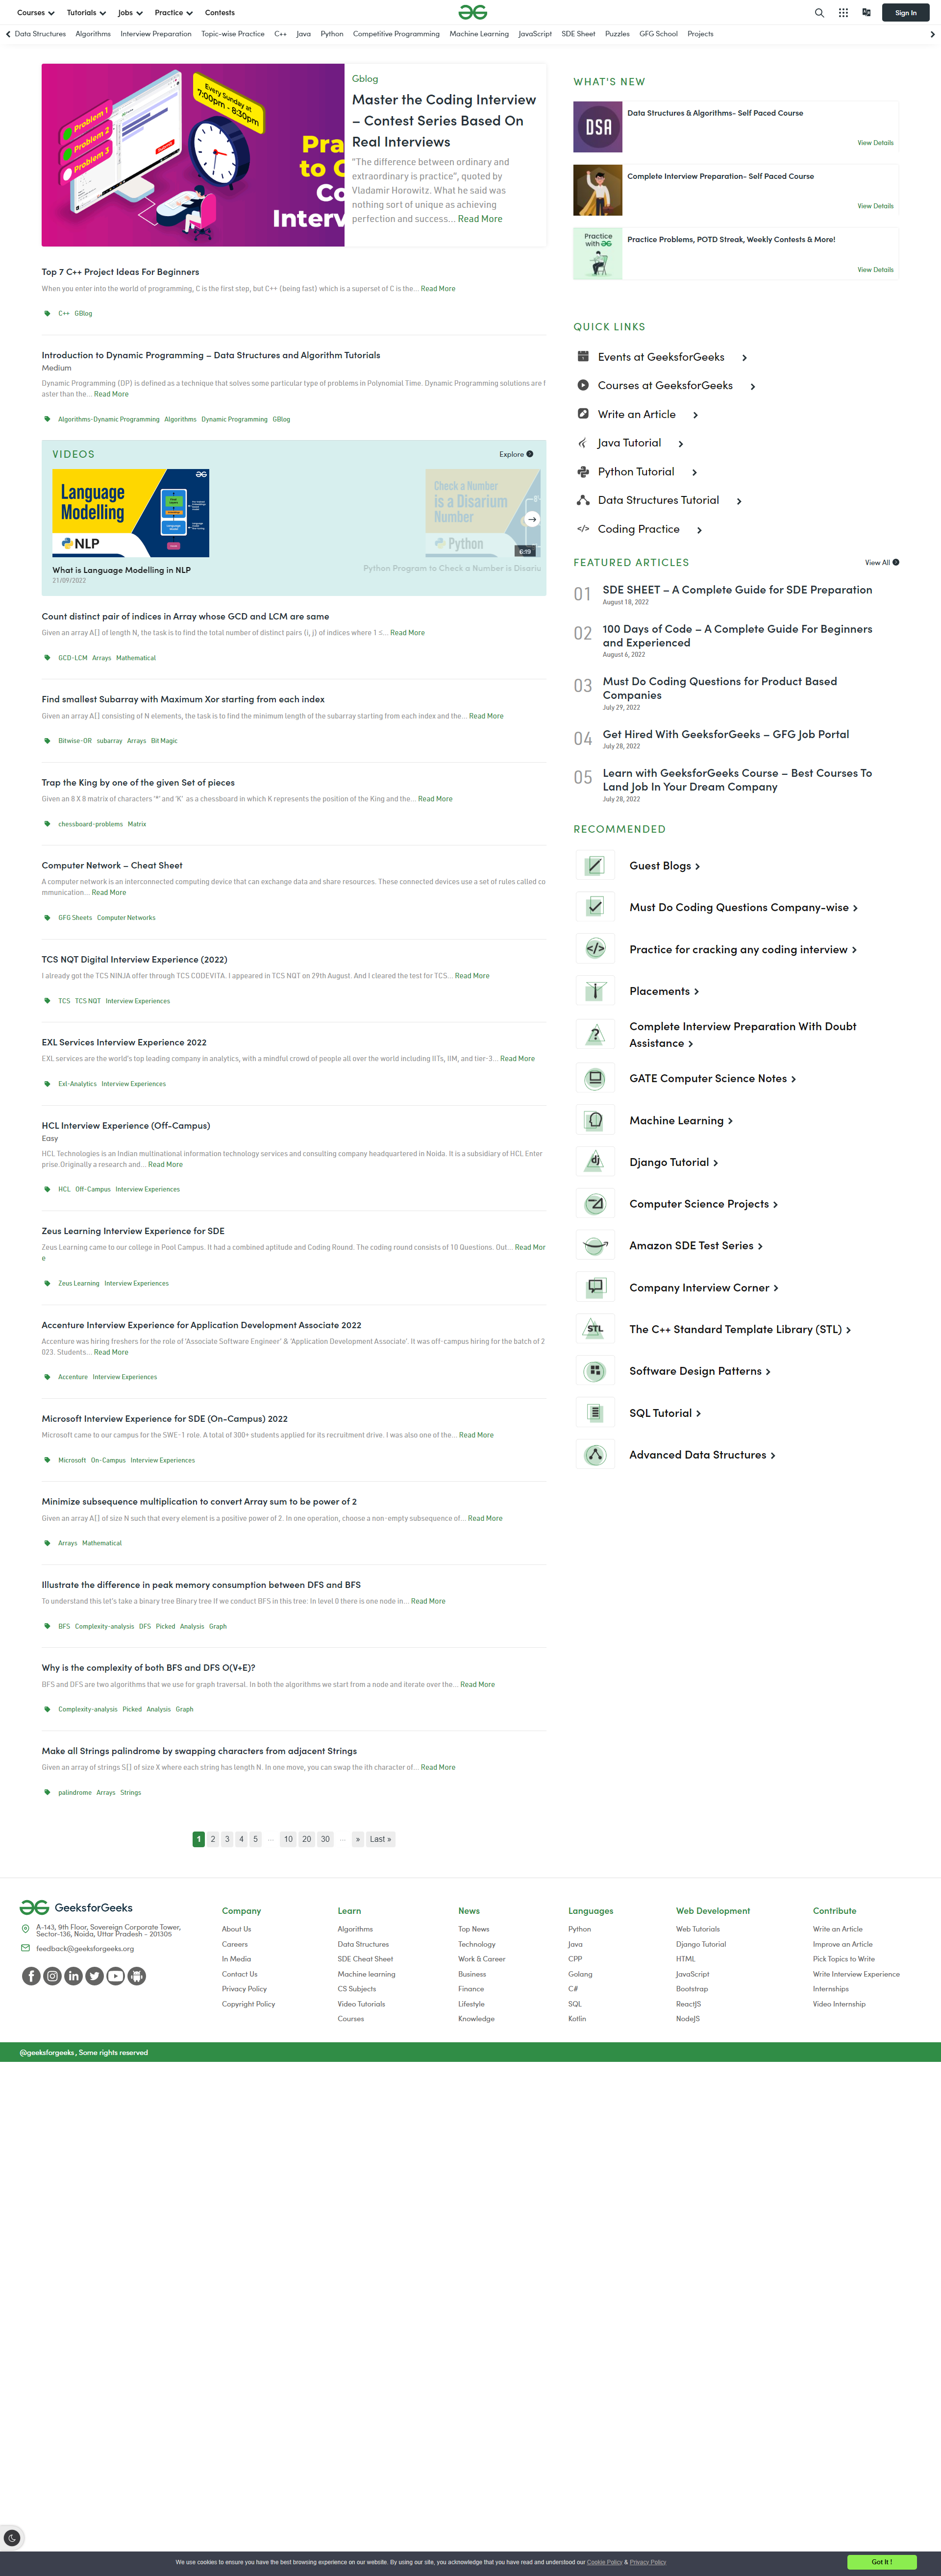 Courses Tutorials Jobs Practice Contests
Sign In
Data Structures Algorithms Interview Preparation Topic-wise Practice C++ Java Python Competitive Programming Machine Learning JavaScript SDE Sheet Puzzles GFG School Projects
Problem 1
Problem 2
Problem 3
Every Sunday at
7:00pm - 8:30pm
Pra
to C
Co
Interv
Gblog
Master the Coding Interview
– Contest Series Based On
Real Interviews
"The difference between ordinary and
extraordinary is practice", quoted by
Vladamir Horowitz. What he said was
nothing sort of unique as achieving
perfection and success... Read More
Top 7 C++ Project Ideas For Beginners
When you enter into the world of programming, C is the first step, but C++ (being fast) which is a superset of C is the... Read More
C++ GBlog
Introduction to Dynamic Programming – Data Structures and Algorithm Tutorials
Medium
Dynamic Programming (DP) is defined as a technique that solves some particular type of problems in Polynomial Time. Dynamic Programming solutions are f
aster than the... Read More
Algorithms-Dynamic Programming Algorithms Dynamic Programming GBlog
VIDEOS
Explore
Language
Modelling
NLP
What is Language Modelling in NLP
21/09/2022
Check a Number
is a Disarium
Number
Python
6:19
Python Program to Check a Number is Disariu
Count distinct pair of indices in Array whose GCD and LCM are same
Given an array A[] of length N, the task is to find the total number of distinct pairs (i, j) of indices where 1 ≤... Read More
GCD-LCM Arrays Mathematical
Find smallest Subarray with Maximum Xor starting from each index
Given an array A[] consisting of N elements, the task is to find the minimum length of the subarray starting from each index and the... Read More
Bitwise-OR subarray Arrays Bit Magic
Trap the King by one of the given Set of pieces
Given an 8 X 8 matrix of characters '*' and 'K' as a chessboard in which K represents the position of the King and the... Read More
chessboard-problems Matrix
Computer Network – Cheat Sheet
A computer network is an interconnected computing device that can exchange data and share resources. These connected devices use a set of rules called co
mmunication... Read More
GFG Sheets Computer Networks
TCS NQT Digital Interview Experience (2022)
I already got the TCS NINJA offer through TCS CODEVITA. I appeared in TCS NQT on 29th August. And I cleared the test for TCS... Read More
TCS TCS NQT Interview Experiences
EXL Services Interview Experience 2022
EXL services are the world's top leading company in analytics, with a mindful crowd of people all over the world including IITs, IIM, and tier-3... Read More
Exl-Analytics Interview Experiences
HCL Interview Experience (Off-Campus)
Easy
HCL Technologies is an Indian multinational information technology services and consulting company headquartered in Noida. It is a subsidiary of HCL Enter
prise.Originally a research and... Read More
HCL Off-Campus Interview Experiences
Zeus Learning Interview Experience for SDE
Zeus Learning came to our college in Pool Campus. It had a combined aptitude and Coding Round. The coding round consists of 10 Questions. Out... Read Mor
e
Zeus Learning Interview Experiences
Accenture Interview Experience for Application Development Associate 2022
Accenture was hiring freshers for the role of 'Associate Software Engineer' & 'Application Development Associate'. It was off-campus hiring for the batch of 2
023. Students... Read More
Accenture Interview Experiences
Microsoft Interview Experience for SDE (On-Campus) 2022
Microsoft came to our campus for the SWE-1 role. A total of 300+ students applied for its recruitment drive. I was also one of the... Read More
Microsoft On-Campus Interview Experiences
Minimize subsequence multiplication to convert Array sum to be power of 2
Given an array A[] of size N such that every element is a positive power of 2. In one operation, choose a non-empty subsequence of... Read More
Arrays Mathematical
Illustrate the difference in peak memory consumption between DFS and BFS
To understand this let's take a binary tree Binary tree If we conduct BFS in this tree: In level 0 there is one node in... Read More
BFS Complexity-analysis DFS Picked Analysis Graph
Why is the complexity of both BFS and DFS O(V+E)?
BFS and DFS are two algorithms that we use for graph traversal. In both the algorithms we start from a node and iterate over the... Read More
Complexity-analysis Picked Analysis Graph
Make all Strings palindrome by swapping characters from adjacent Strings
Given an array of strings S[] of size X where each string has length N. In one move, you can swap the ith character of... Read More
palindrome Arrays Strings
1 2 3 4 5 ... 10 20 30 ... » Last »
WHAT'S NEW
DSA
Data Structures & Algorithms- Self Paced Course
View Details
Complete Interview Preparation- Self Paced Course
View Details
Practice
with
Practice Problems, POTD Streak, Weekly Contests & More!
View Details
QUICK LINKS
Events at GeeksforGeeks
Courses at GeeksforGeeks
Write an Article
Java Tutorial
Python Tutorial
Data Structures Tutorial
</> Coding Practice
FEATURED ARTICLES
View All
01 SDE SHEET – A Complete Guide for SDE Preparation
August 18, 2022
02 100 Days of Code – A Complete Guide For Beginners
and Experienced
August 6, 2022
03 Must Do Coding Questions for Product Based
Companies
July 29, 2022
04 Get Hired With GeeksforGeeks – GFG Job Portal
July 28, 2022
05 Learn with GeeksforGeeks Course – Best Courses To
Land Job In Your Dream Company
July 28, 2022
RECOMMENDED
Guest Blogs
Must Do Coding Questions Company-wise
</> Practice for cracking any coding interview
Placements
? Complete Interview Preparation With Doubt
Assistance
GATE Computer Science Notes
Machine Learning
dj Django Tutorial
Computer Science Projects
Amazon SDE Test Series
Company Interview Corner
STL The C++ Standard Template Library (STL)
Software Design Patterns
SQL Tutorial
Advanced Data Structures
GeeksforGeeks
A-143, 9th Floor, Sovereign Corporate Tower,
Sector-136, Noida, Uttar Pradesh - 201305
feedback@geeksforgeeks.org
Company
About Us
Careers
In Media
Contact Us
Privacy Policy
Copyright Policy
Learn
Algorithms
Data Structures
SDE Cheat Sheet
Machine learning
CS Subjects
Video Tutorials
Courses
News
Top News
Technology
Work & Career
Business
Finance
Lifestyle
Knowledge
Languages
Python
Java
CPP
Golang
C#
SQL
Kotlin
Web Development
Web Tutorials
Django Tutorial
HTML
JavaScript
Bootstrap
ReactJS
NodeJS
Contribute
Write an Article
Improve an Article
Pick Topics to Write
Write Interview Experience
Internships
Video Internship
@geeksforgeeks , Some rights reserved
We use cookies to ensure you have the best browsing experience on our website. By using our site, you acknowledge that you have read and understood our Cookie Policy & Privacy Policy
Got It !